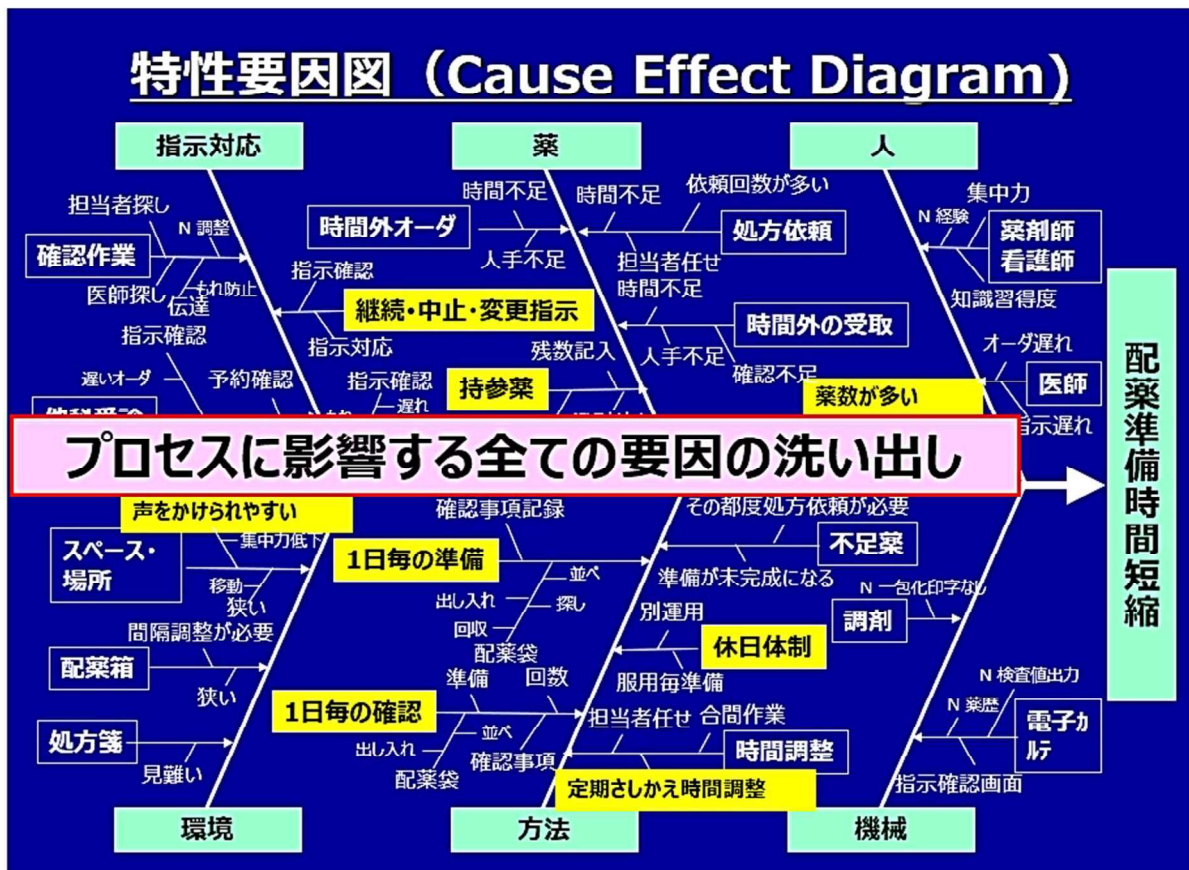 特性要因図（Cause Effect Diagram)
指示対応
薬
人
担当者探し
N 調整
確認作業
医師探し
もれ防止
伝達
指示確認
遅いオーダ
予約確認
指示確認
継続・中止・変更指示
指示対応
指示確認
遅れ
時間不足
時間外オーダ
人手不足
時間不足
依頼回数が多い
処方依頼
担当者任せ
時間不足
時間外の受取
人手不足
確認不足
残数記入
持参薬
集中力
N 経験
薬剤師
看護師
知識習得度
オーダ遅れ
医師
指示遅れ
薬数が多い
プロセスに影響する全ての要因の洗い出し
配薬準備時間短縮
声をかけられやすい
集中力低下
スペース・
場所
移動
狭い
間隔調整が必要
配薬箱
狭い
処方箋
見難い
確認事項記録
1日毎の準備
並べ
出し入れ
探し
回収
配薬袋
準備
回数
1日毎の確認
並べ
出し入れ
確認事項
配薬袋
その都度処方依頼が必要
不足薬
準備が未完成になる
別運用
休日体制
服用毎準備
担当者任せ
合間作業
時間調整
定期さしかえ時間調整
N 一包化印字なし
調剤
N 検査値出力
N 薬歴
電子カ
ルテ
指示確認画面
環境
方法
機械